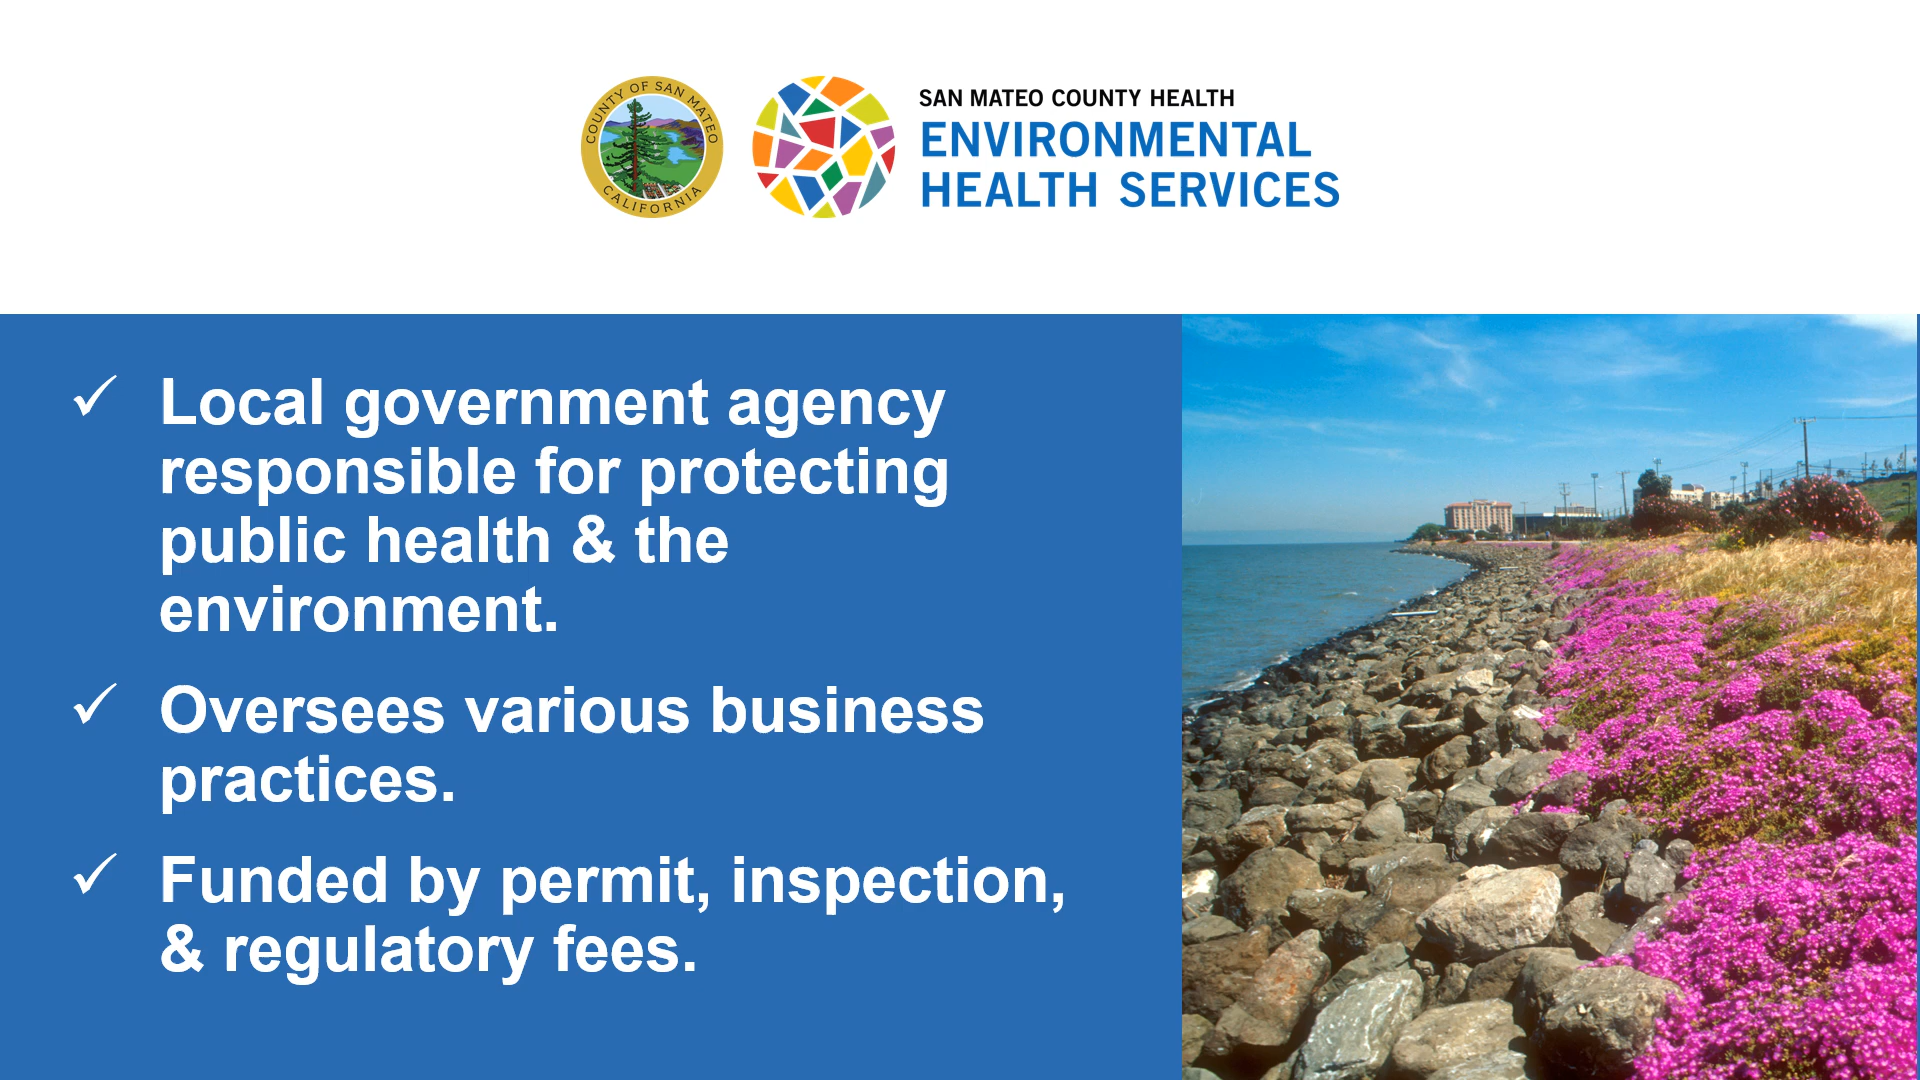 COUNTY OF SAN MATEO
CALIFORNIA
SAN MATEO COUNTY HEALTH
ENVIRONMENTAL
HEALTH SERVICES
Local government agency
responsible for protecting
public health & the
environment.
Oversees various business
practices.
Funded by permit, inspection,
& regulatory fees.